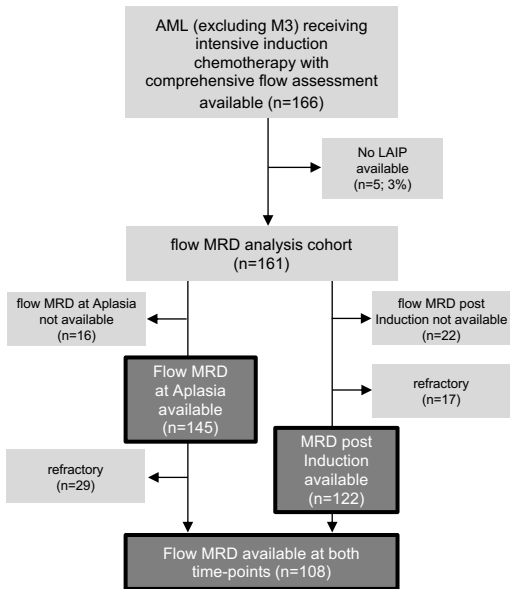 AML (excluding M3) receiving
intensive induction
chemotherapy with
comprehensive flow assessment
available (n=166)
No LAIP
available
(n=5; 3%)
flow MRD analysis cohort
(n=161)
flow MRD at Aplasia
not available
(n=16)
flow MRD post
Induction not available
(n=22)
Flow MRD
at Aplasia
available
(n=145)
refractory
(n=17)
MRD post
Induction
available
(n=122)
refractory
(n=29)
Flow MRD available at both
time-points (n=108)